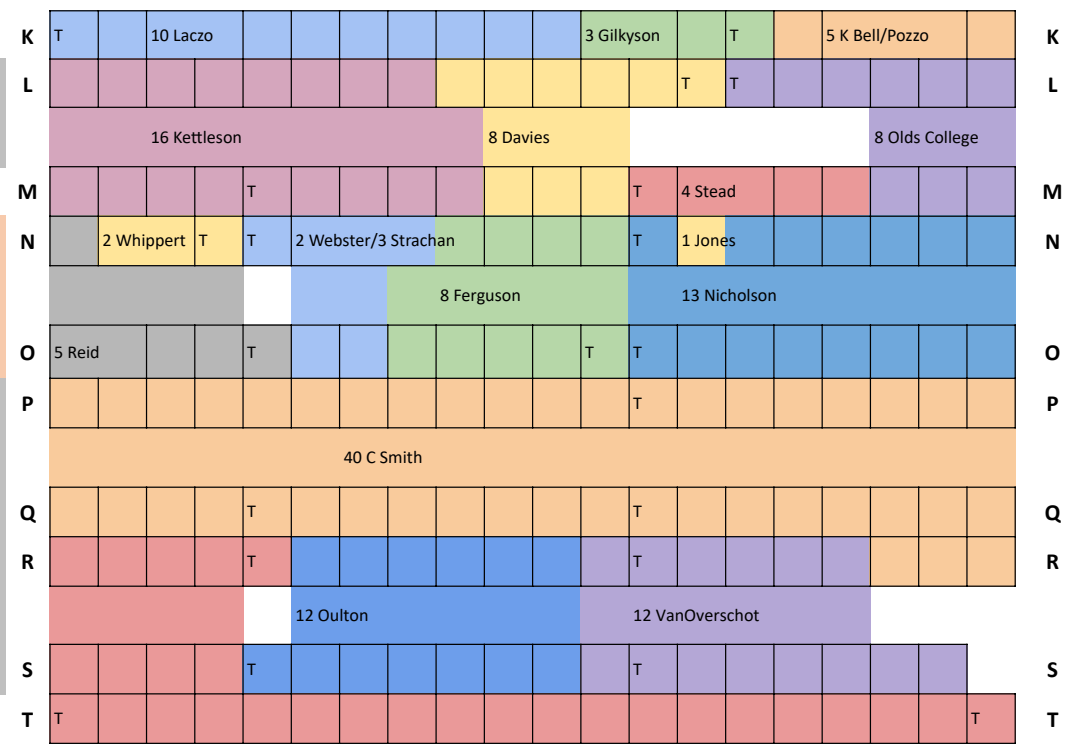 K T 10 Laczo 3 Gilkyson T 5 K Bell/Pozzo K
L T T L
16 Kettleson 8 Davies 8 Olds College
M T T 4 Stead M
N 2 Whippert T T 2 Webster/3 Strachan T 1 Jones N
8 Ferguson 13 Nicholson
O 5 Reid T T T O
P T P
40 C Smith
Q T T Q
R T T R
12 Oulton 12 VanOverschot
S T T S
T T T T